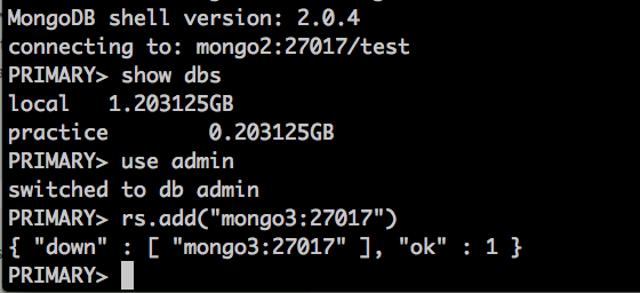 MongoDB shell version: 2.0.4
connecting to: mongo2:27017/test
PRIMARY> show dbs
local   1.203125GB
practice        0.203125GB
PRIMARY> use admin
switched to db admin
PRIMARY> rs.add("mongo3:27017")
{ "down" : [ "mongo3:27017" ], "ok" : 1 }
PRIMARY>